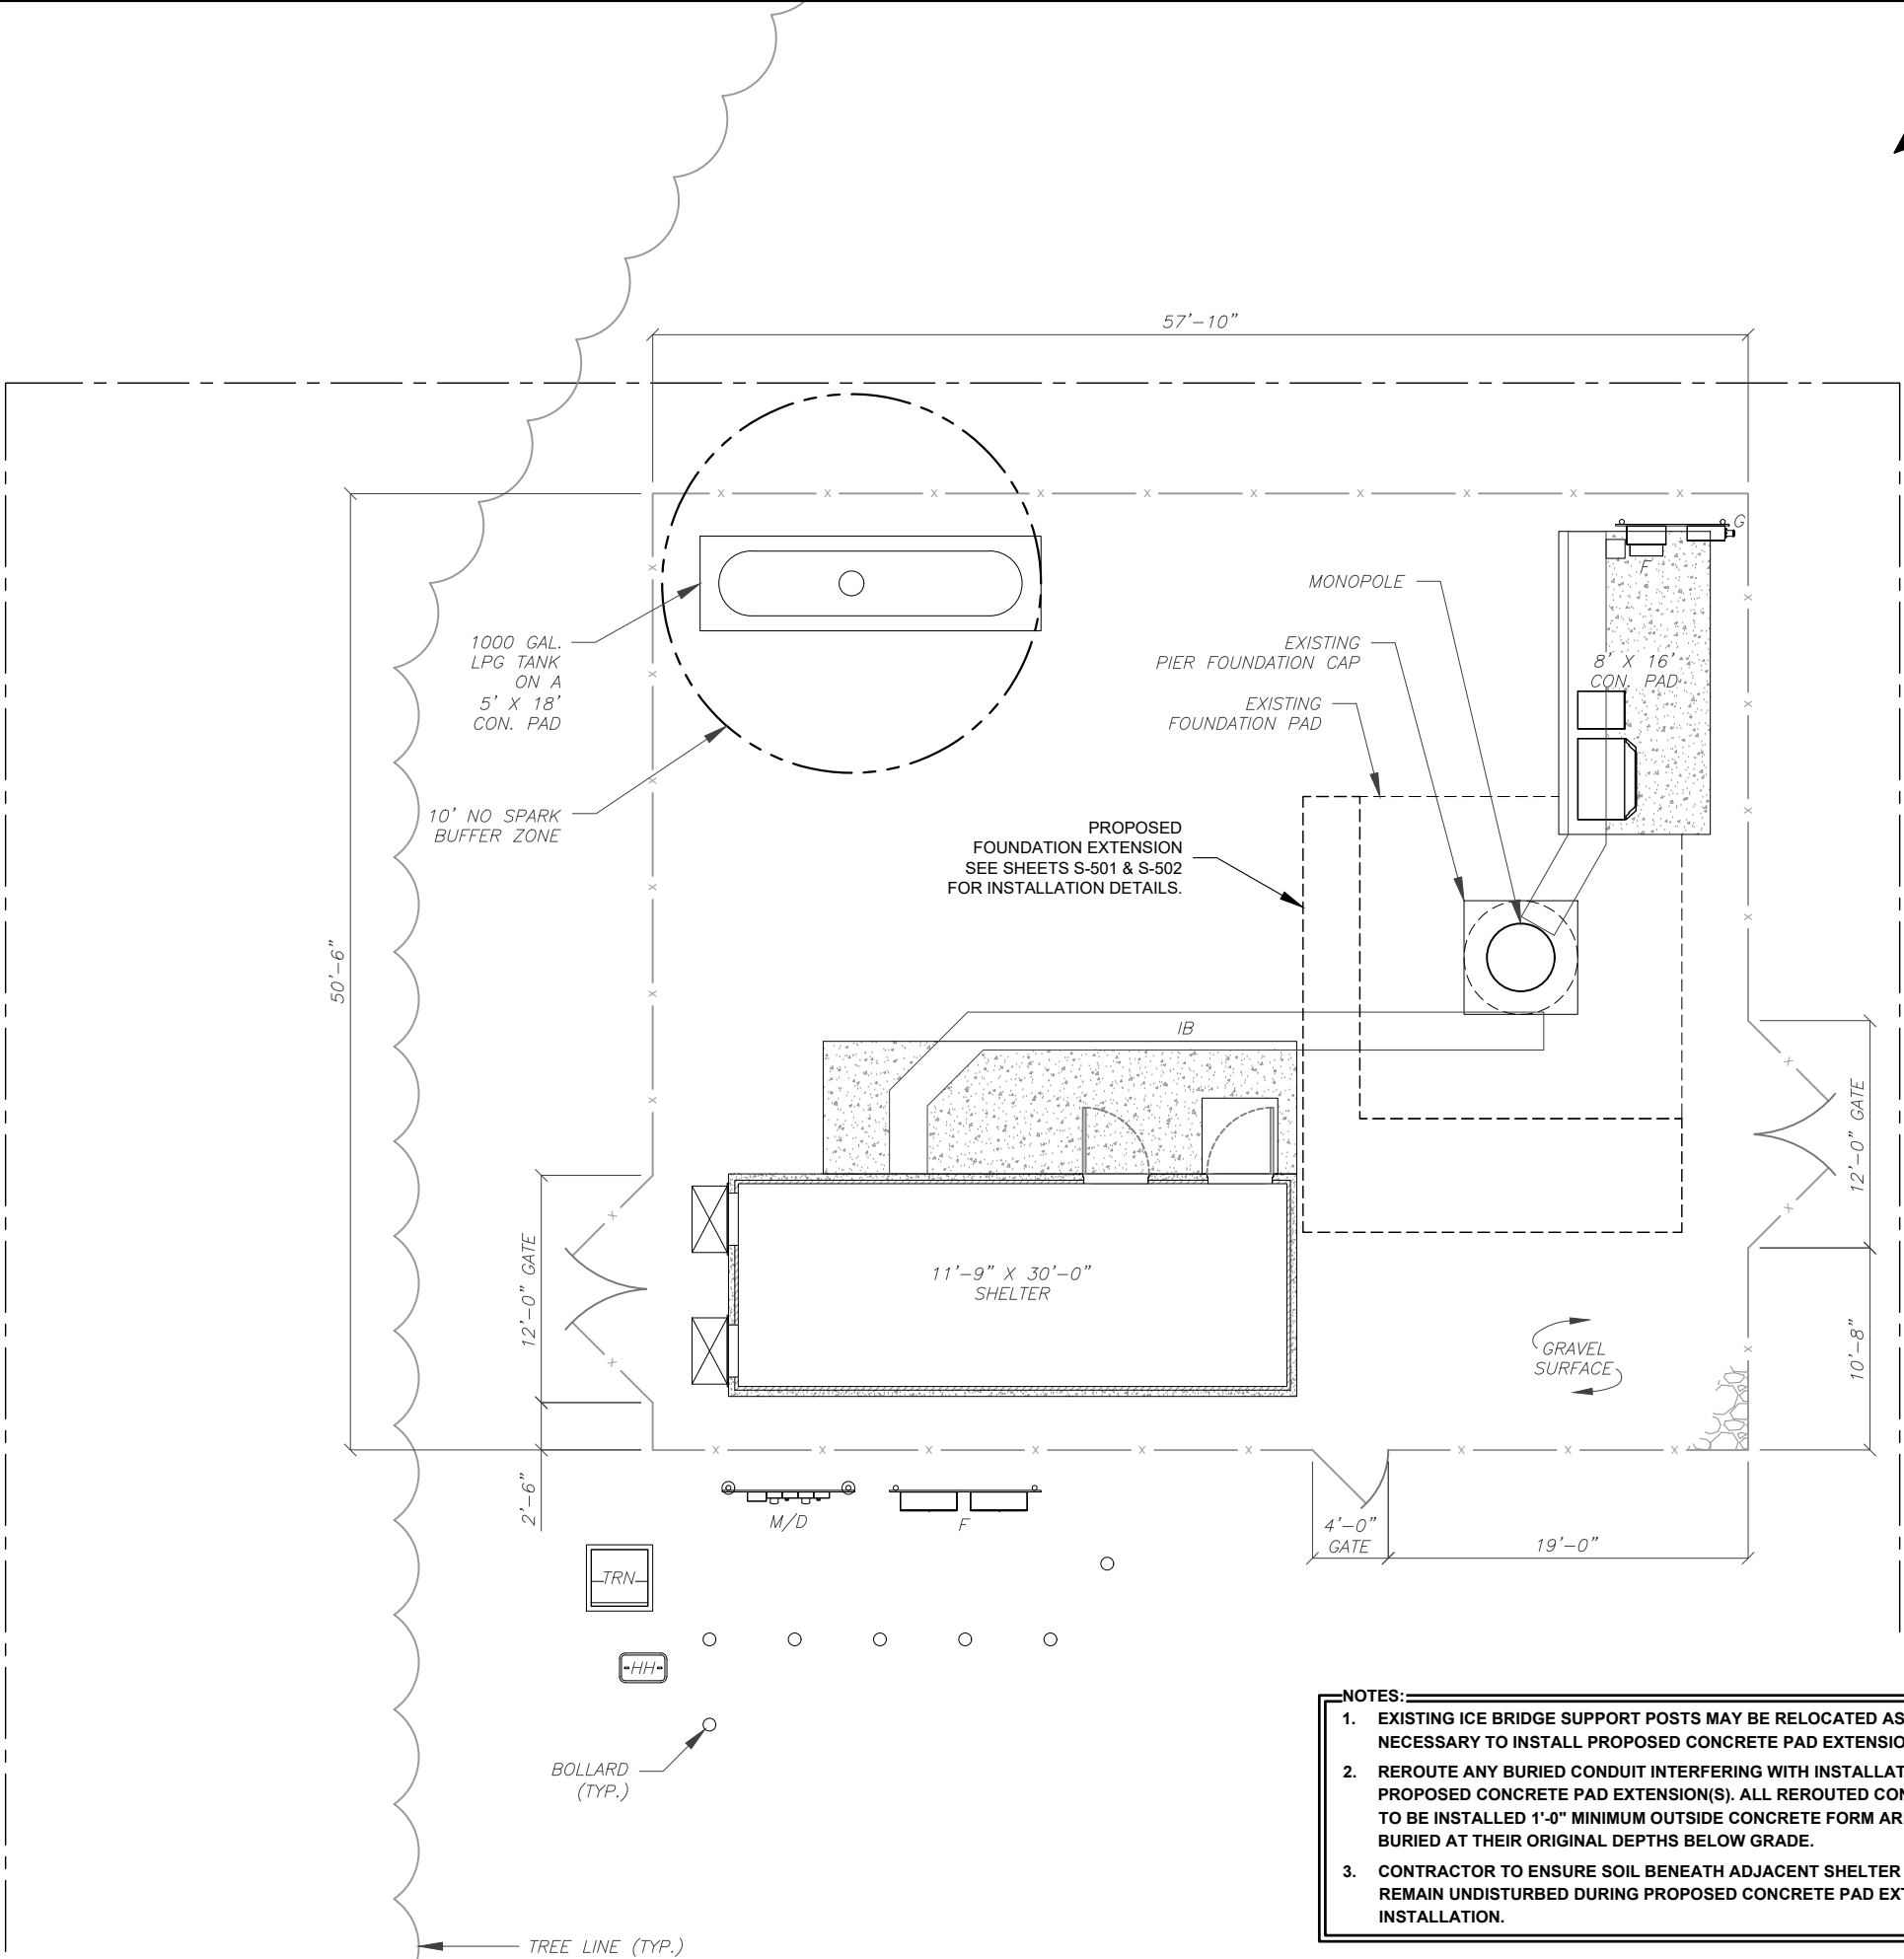 57'-10"
G
F
MONOPOLE
1000 GAL.
LPG TANK
ON A
5' X 18'
CON. PAD
EXISTING
PIER FOUNDATION CAP
8' X 16'
CON. PAD
EXISTING
FOUNDATION PAD
10' NO SPARK
BUFFER ZONE
PROPOSED
FOUNDATION EXTENSION
SEE SHEETS S-501 & S-502
FOR INSTALLATION DETAILS.
50'-6"
IB
12'-0" GATE
12'-0" GATE
11'-9" X 30'-0"
SHELTER
GRAVEL
SURFACE
10'-8"
2'-6"
M/D
F
4'-0"
GATE
19'-0"
TRN
HH
BOLLARD
(TYP.)
TREE LINE (TYP.)
NOTES:
1. EXISTING ICE BRIDGE SUPPORT POSTS MAY BE RELOCATED AS
NECESSARY TO INSTALL PROPOSED CONCRETE PAD
2. REROUTE ANY BURIED CONDUIT INTERFERING WITH
PROPOSED CONCRETE PAD EXTENSION(S). ALL REROUTED
TO BE INSTALLED 1'-0" MINIMUM OUTSIDE CONCRETE FORM
BURIED AT THEIR ORIGINAL DEPTHS BELOW GRADE.
3. CONTRACTOR TO ENSURE SOIL BENEATH ADJACENT SHELTER
REMAIN UNDISTURBED DURING PROPOSED CONCRETE PAD
INSTALLATION.